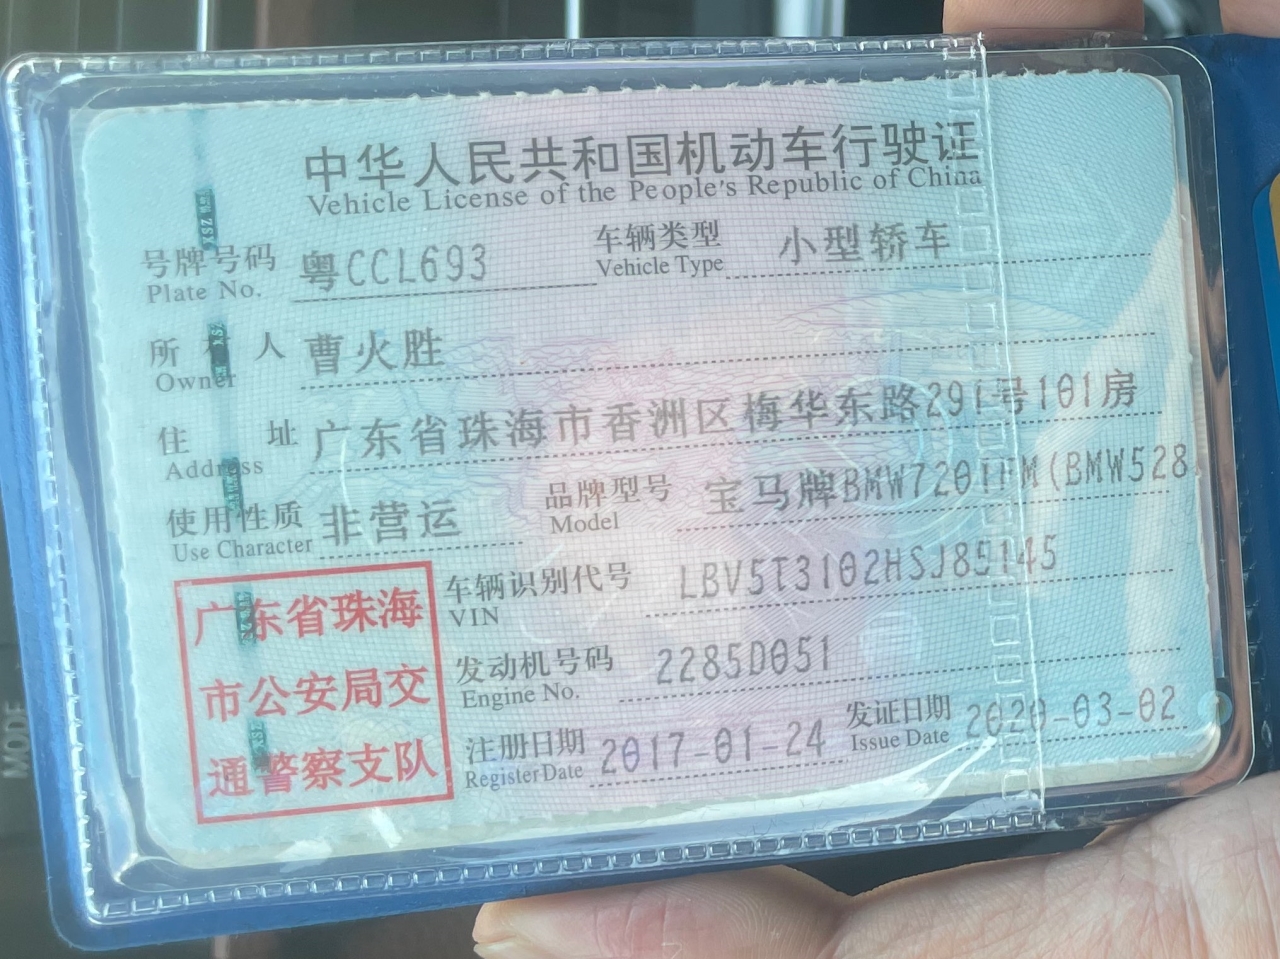 中华人民共和国机动车行驶证
Vehicle License of the People's Republic of China
号牌号码 粤CCL693 车辆类型 小型轿车
Plate No. Vehicle Type
所 人 曹火胜
Owner
住 址 广东省珠海市香洲区梅华东路291号101房
Address
使用性质 非营运 品牌型号 宝马牌BMW7201FM(BMW528
Use Character Model
车辆识别代号 LBV5T3102HSJ85145
VIN
发动机号码 2285D051
Engine No.
注册日期 2017-01-24 发证日期 2020-03-02
Register Date Issue Date
广东省珠海
市公安局交
通警察支队
MODE